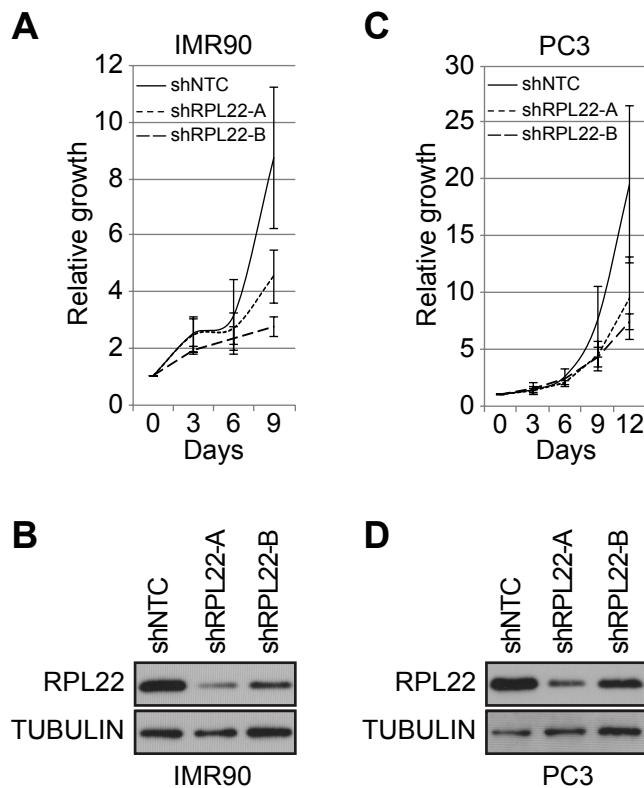 A
IMR90
12
10
8
6
4
2
0
Relative growth
shNTC
shRPL22-A
shRPL22-B
0 3 6 9
Days
C
PC3
30
25
20
15
10
5
0
Relative growth
shNTC
shRPL22-A
shRPL22-B
0 3 6 9 12
Days
B
shNTC
shRPL22-A
shRPL22-B
RPL22
TUBULIN
IMR90
D
shNTC
shRPL22-A
shRPL22-B
RPL22
TUBULIN
PC3